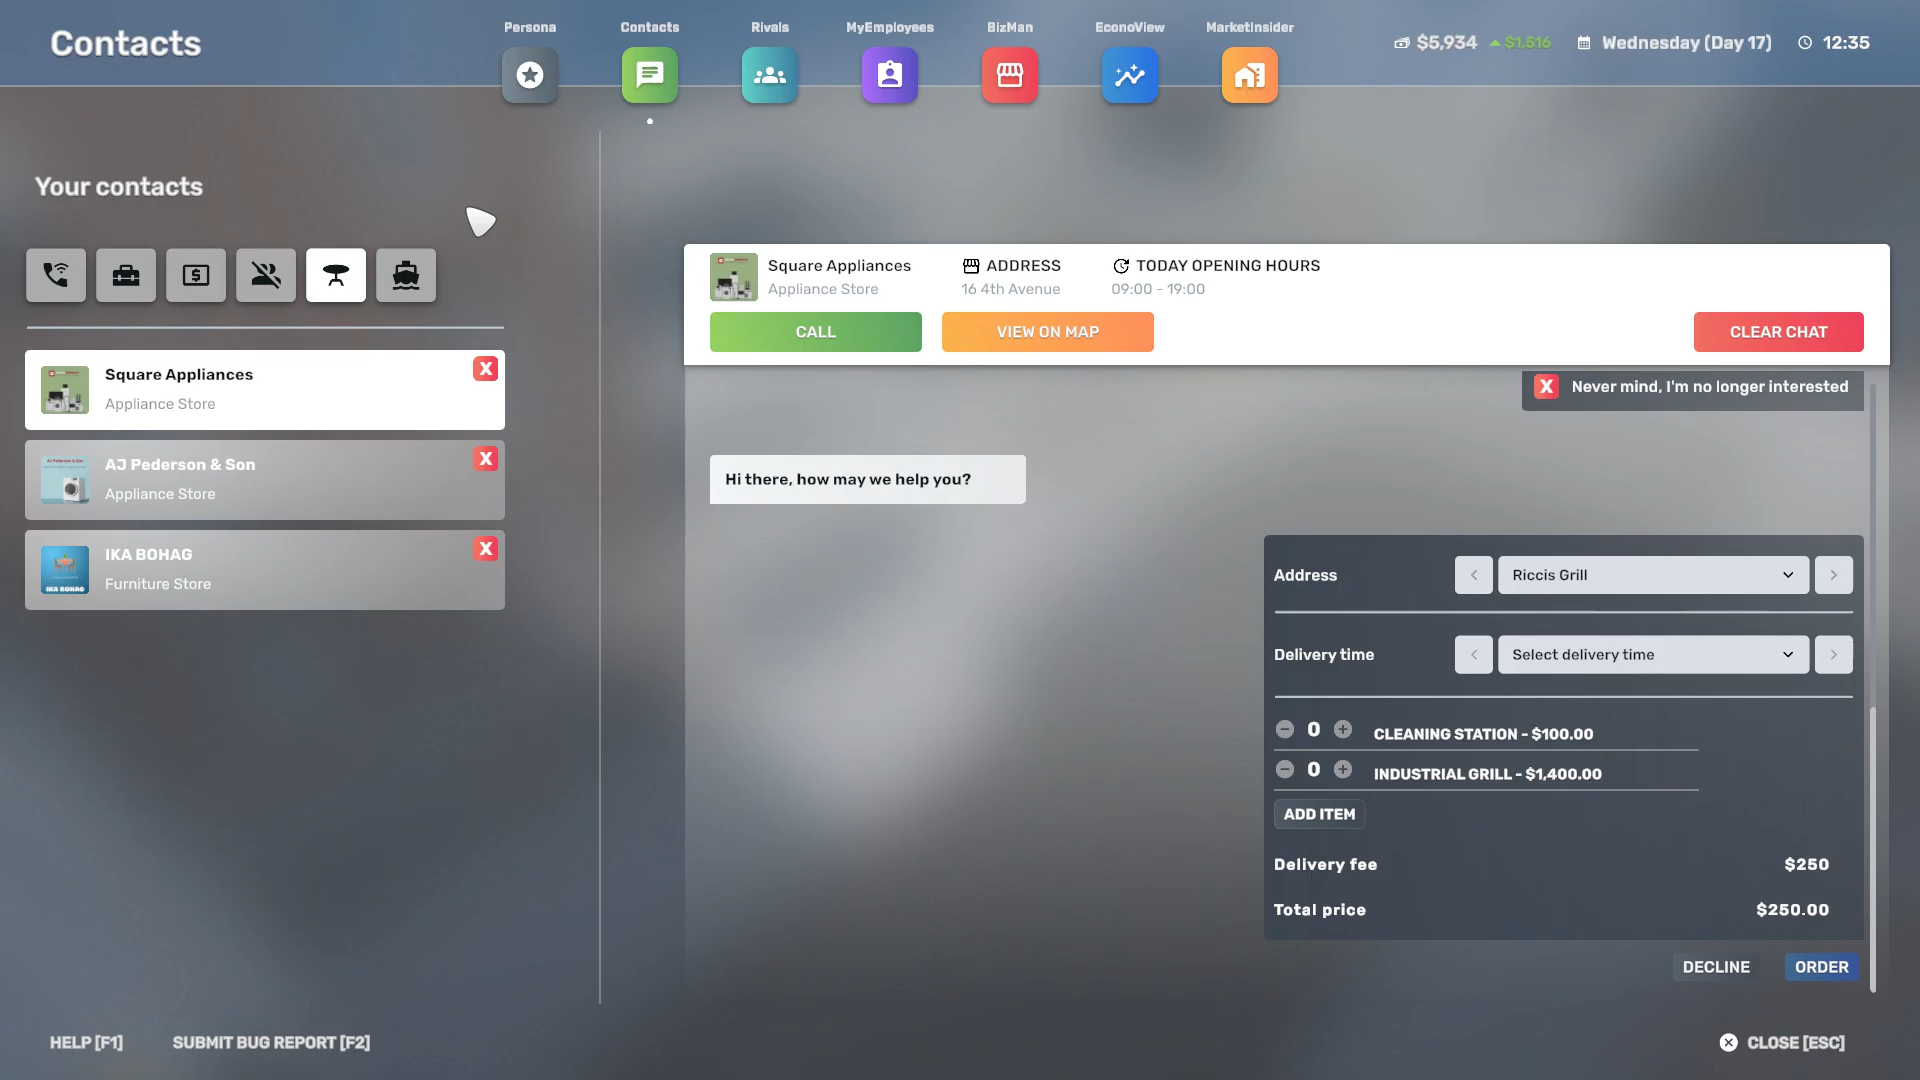 Contacts
Persona
Contacts
Rivals
MyEmployees
BizMan
EconoView
MarketInsider
$5,934
$1,516
Wednesday (Day 17)
12:35
Your contacts
Square Appliances
Appliance Store
X
AJ Pederson & Son
Appliance Store
X
IKA BOHAG
IKA BOHAG
Furniture Store
X
Square Appliances
Appliance Store
ADDRESS
16 4th Avenue
TODAY OPENING HOURS
09:00 - 19:00
CALL
VIEW ON MAP
CLEAR CHAT
X Never mind, I'm no longer interested
Hi there, how may we help you?
Address
< Riccis Grill >
Delivery time
< Select delivery time >
0 CLEANING STATION - $100.00
0 INDUSTRIAL GRILL - $1,400.00
ADD ITEM
Delivery fee $250
Total price $250.00
DECLINE
ORDER
HELP [F1]
SUBMIT BUG REPORT [F2]
CLOSE [ESC]